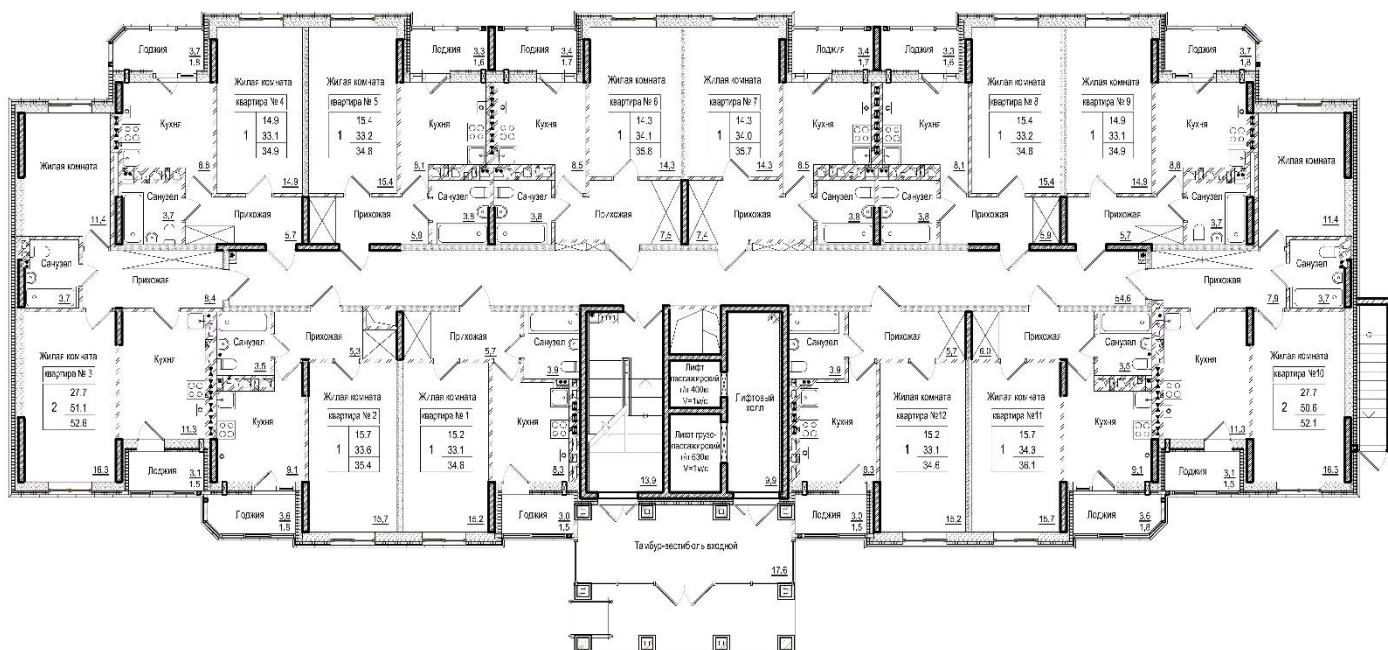 Лоджия
3.7
1.8
Жилая комната
квартира № 4
1
14.9
33.1
34.9
14.9
Кухня
8.8
Санузел
3.7
Прихожая
5.7
Жилая комната
квартира № 5
1
15.4
33.2
34.8
15.4
Лоджия
3.3
1.6
Кухня
8.1
Санузел
3.8
Прихожая
5.9
Лоджия
3.4
1.7
Кухня
8.5
Санузел
3.8
Жилая комната
квартира № 6
1
14.3
34.1
35.8
14.3
Прихожая
7.5
Жилая комната
квартира № 7
1
14.3
34.0
35.7
14.3
Лоджия
3.4
1.7
Кухня
8.5
Санузел
3.8
Прихожая
7.4
Лоджия
3.3
1.6
Кухня
8.1
Санузел
3.8
Жилая комната
квартира № 8
1
15.4
33.2
34.8
15.4
Прихожая
5.9
Жилая комната
квартира № 9
1
14.9
33.1
34.9
14.9
Лоджия
3.7
1.8
Кухня
8.8
Санузел
3.7
Прихожая
5.7
Жилая комната
11.4
Санузел
3.7
Прихожая
8.4
Жилая комната
11.4
Санузел
3.7
Прихожая
7.9
54.6
Жилая комната
квартира № 3
2
27.7
51.1
52.6
16.3
Кухня
11.3
Лоджия
3.1
1.5
Санузел
3.5
Прихожая
5.3
Кухня
9.1
Жилая комната
квартира № 2
1
15.7
33.6
35.4
15.7
Лоджия
3.6
1.8
Прихожая
5.7
Санузел
3.9
Жилая комната
квартира № 1
1
15.2
33.1
34.6
15.2
Кухня
8.3
Лоджия
3.0
1.5
13.9
Лифт
пассажирский
г/п 400кг
V=1м/с
Лифт грузо-
пассажирский
г/п 630кг
V=1м/с
Лифтовый
холл
9.9
Тамбур-вестибюль входной
17.6
Санузел
3.9
Прихожая
5.7
Кухня
8.3
Жилая комната
квартира №12
1
15.2
33.1
34.6
15.2
Лоджия
3.0
1.5
Прихожая
6.0
Санузел
3.5
Жилая комната
квартира №11
1
15.7
34.3
36.1
15.7
Кухня
9.1
Лоджия
3.6
1.8
Кухня
11.3
Лоджия
3.1
1.5
Жилая комната
квартира №10
2
27.7
50.6
52.1
16.3